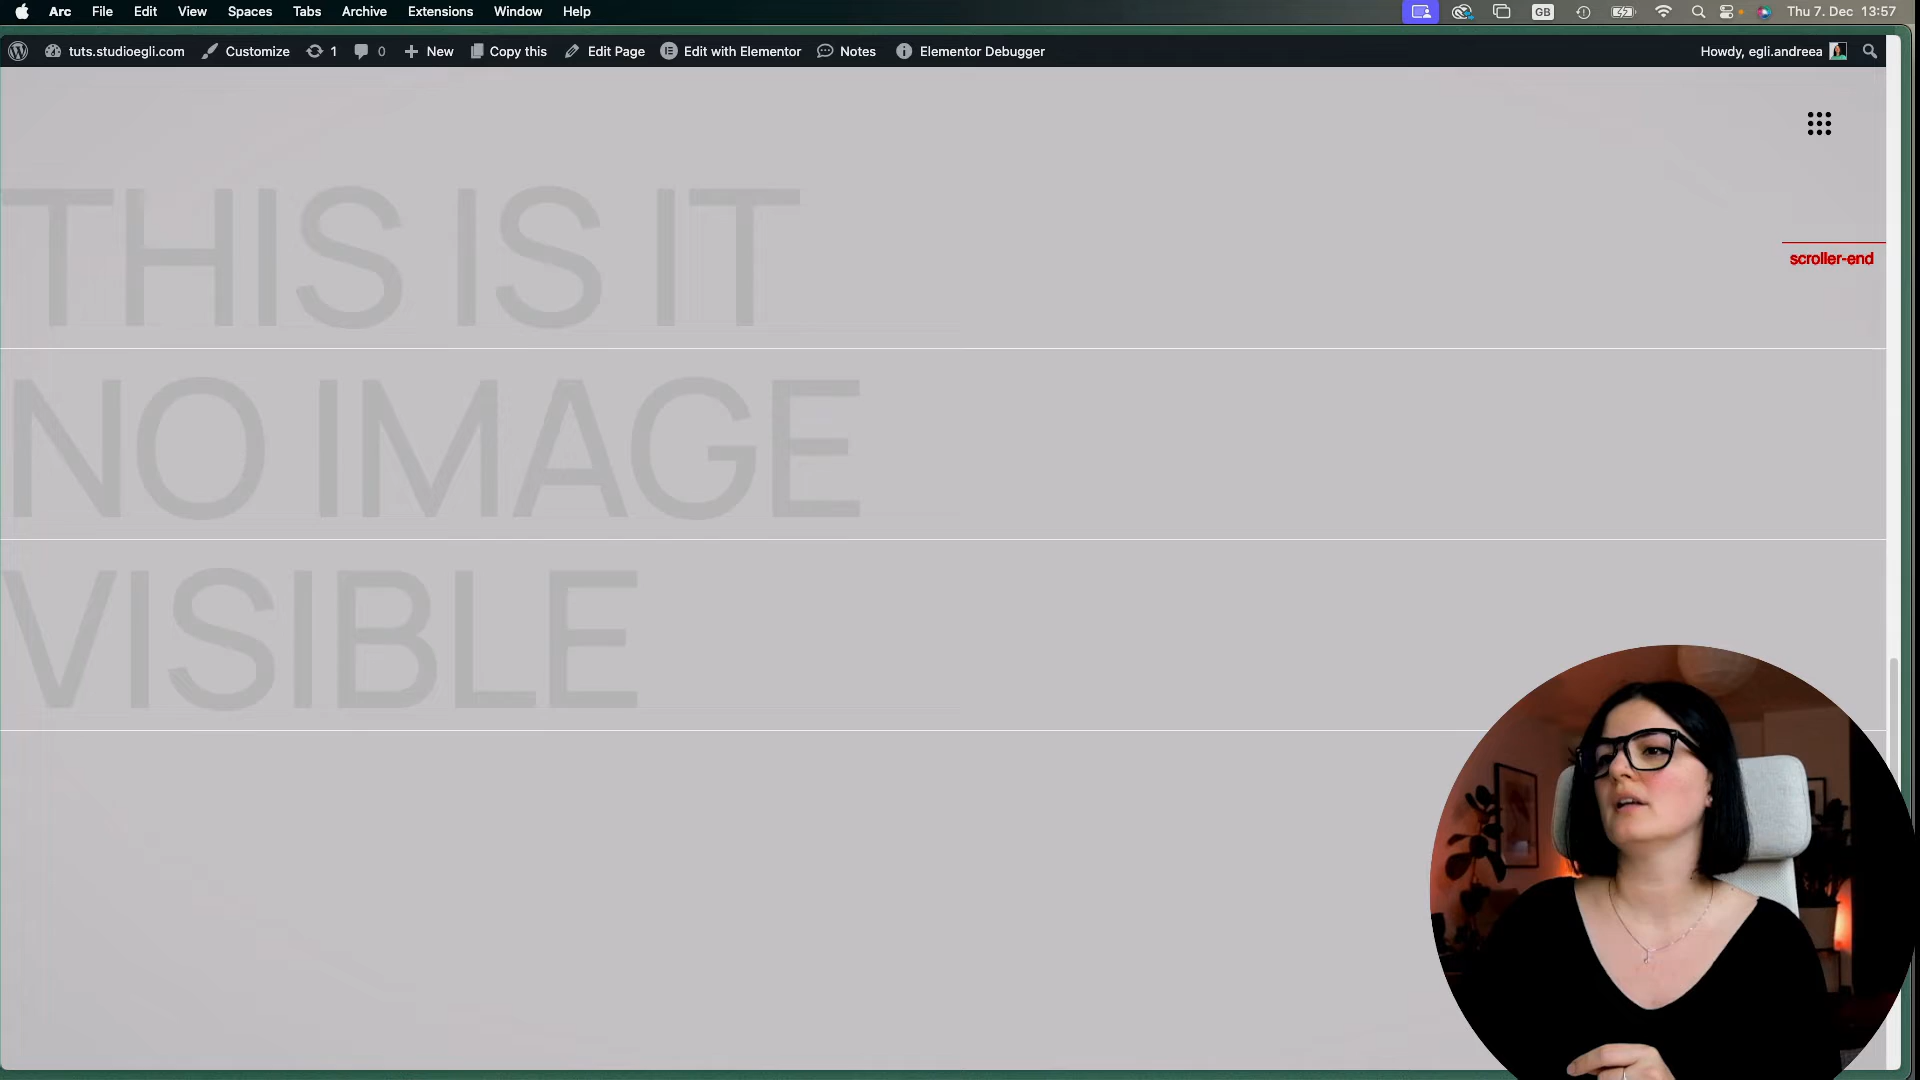 Arc File Edit View Spaces Tabs Archive Extensions Window Help GB Thu 7. Dec 13:57
tuts.studioegli.com Customize 1 0 New Copy this Edit Page Edit with Elementor Notes Elementor Debugger Howdy, egli.andreea
THIS IS IT
scroller-end
NO IMAGE
VISIBLE